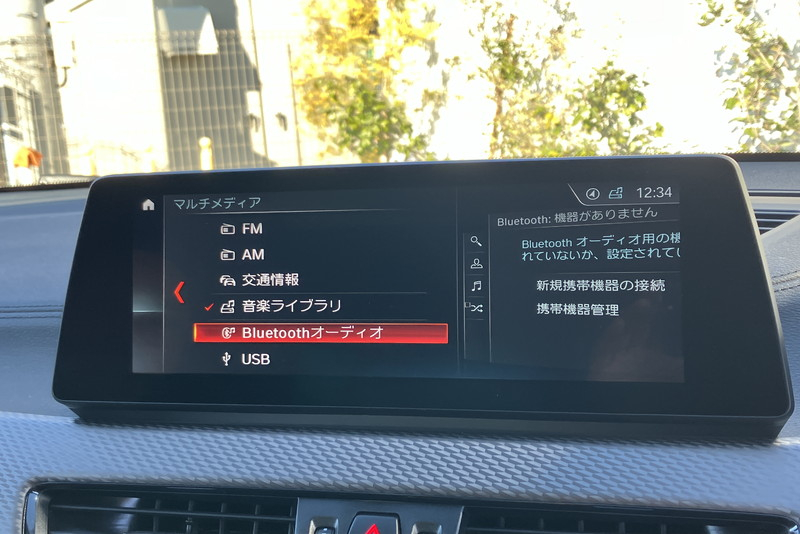 マルチメディア
12:34
FM
AM
交通情報
音楽ライブラリ
Bluetoothオーディオ
USB
Bluetooth: 機器がありません
Bluetooth オーディオ用の機
れていないか、設定されてい
新規携帯機器の接続
携帯機器管理